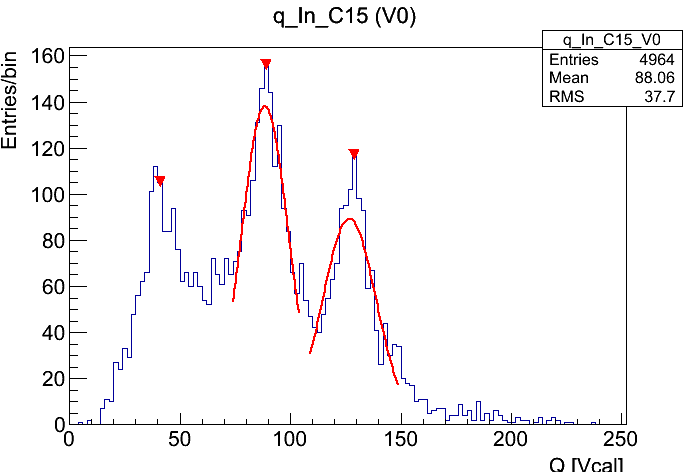 q_In_C15 (V0)
q_In_C15_V0
Entries 4964
Mean 88.06
RMS 37.7
Entries/bin
160
140
120
100
80
60
40
20
0
0 50 100 150 200 250
Q [Vcal]